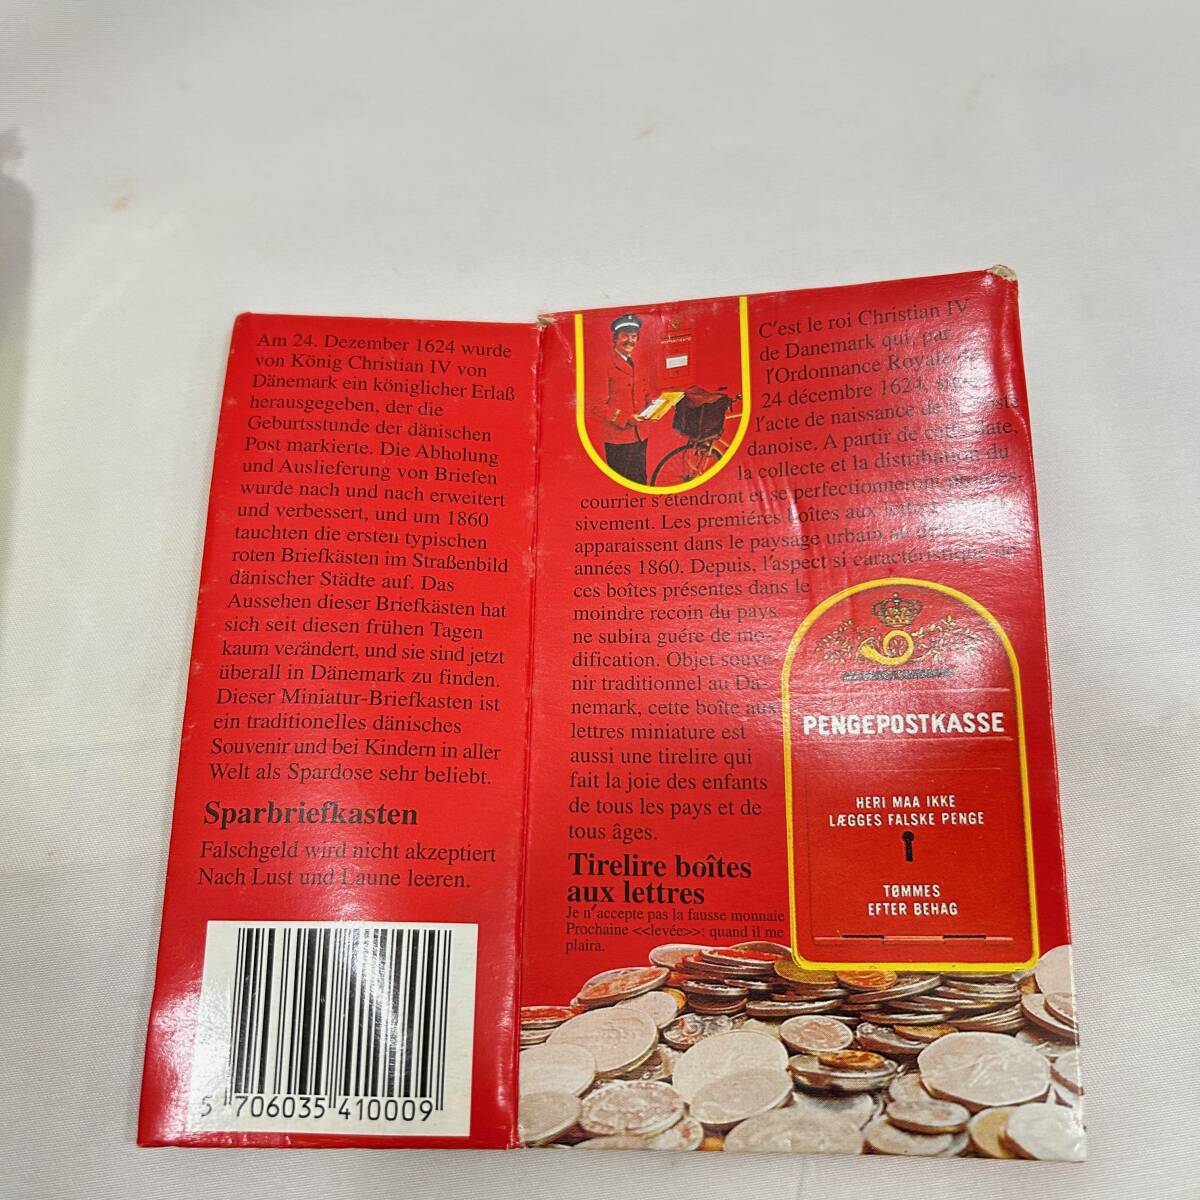 Am 24. Dezember 1624 wurde
von König Christian IV von
Dänemark ein königlicher Erlaß
herausgegeben, der die
Geburtsstunde der dänischen
Post markierte. Die Abholung
und Auslieferung von Briefen
wurde nach und nach erweitert
und verbessert, und um 1860
tauchten die ersten typischen
roten Briefkästen im Straßenbild
dänischer Städte auf. Das
Aussehen dieser Briefkästen hat
sich seit diesen frühen Tagen
kaum verändert, und sie sind jetzt
überall in Dänemark zu finden.
Dieser Miniatur-Briefkasten ist
ein traditionelles dänisches
Souvenir und bei Kindern in aller
Welt als Spardose sehr beliebt.
Sparbriefkasten
Falschgeld wird nicht akzeptiert
Nach Lust und Laune leeren.
5 706035 410009
C'est le roi Christian IV
de Danemark qui, par
l'Ordonnance Royale
24 décembre 1624,
l'acte de naissance de la
danoise. A partir de cette date,
la collecte et la distribution du
courrier s'étendront et se perfectionneront progres-
sivement. Les premiéres boîtes aux lettres
apparaissent dans le paysage urbain
années 1860. Depuis, l'aspect si caractéristique de
ces boîtes présentes dans le
moindre recoin du pays
ne subira guére de mo-
dification. Objet souve-
nir traditionnel au Da-
nemark, cette boîte aux
lettres miniature est
aussi une tirelire qui
fait la joie des enfants
de tous les pays et de
tous âges.
Tirelire boîtes
aux lettres
Je n'accepte pas la fausse monnaie
Prochaine <<levée>>: quand il me
plaira.
PENGEPOSTKASSE
HERI MAA IKKE
LÆGGES FALSKE PENGE
TØMMES
EFTER BEHAG